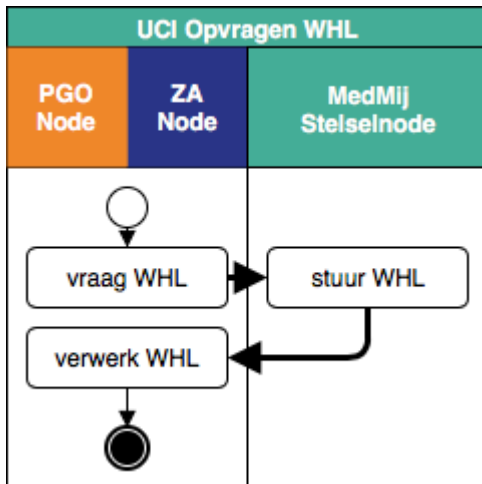 UCI Opvragen WHL
PGO
Node
ZA
Node
MedMij
Stelselnode
vraag WHL
stuur WHL
verwerk WHL